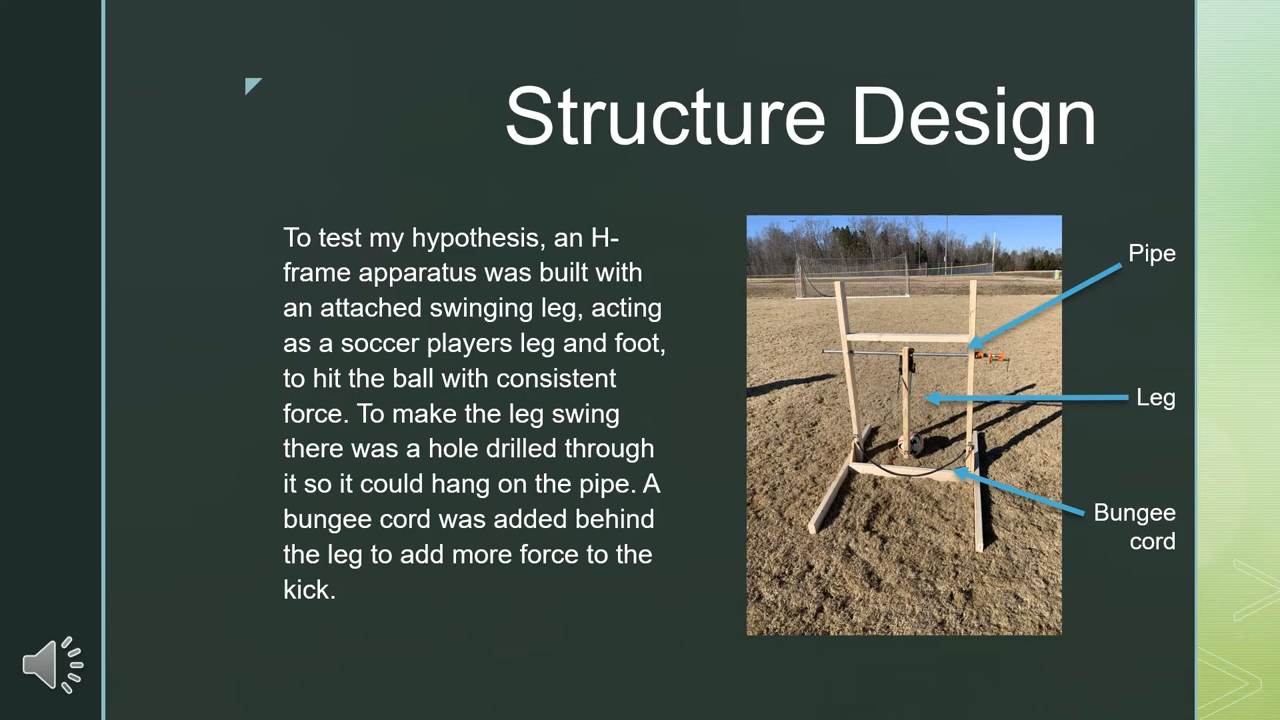 Structure Design
To test my hypothesis, an H-
frame apparatus was built with
an attached swinging leg, acting
as a soccer players leg and foot,
to hit the ball with consistent
force. To make the leg swing
there was a hole drilled through
it so it could hang on the pipe. A
bungee cord was added behind
the leg to add more force to the
kick.
Pipe
Leg
Bungee
cord